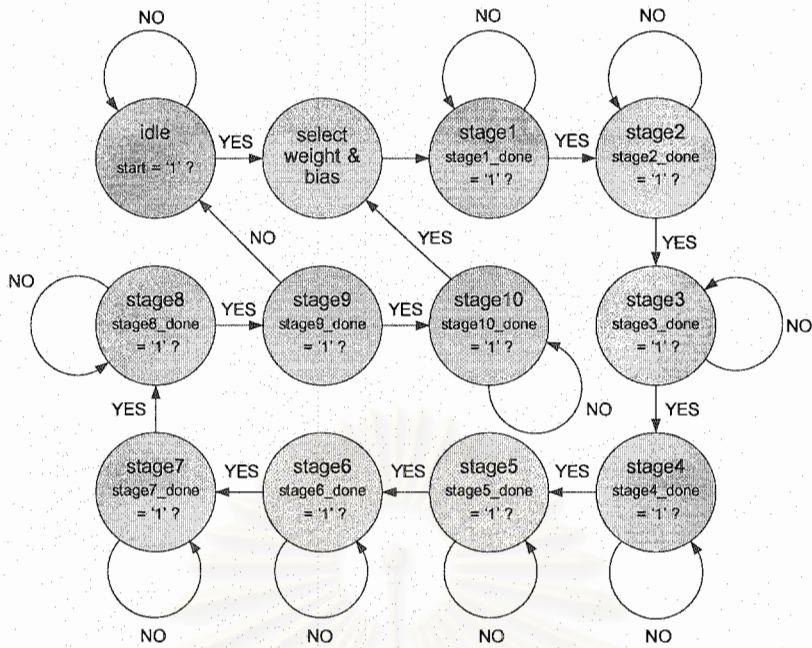 NO
NO
NO
idle
start = '1' ?
YES
select
weight &
bias
stage1
stage1_done
= '1' ?
YES
stage2
stage2_done
= '1' ?
NO
YES
YES
NO
stage8
stage8_done
= '1' ?
YES
stage9
stage9_done
= '1' ?
YES
stage10
stage10_done
= '1' ?
NO
stage3
stage3_done
= '1' ?
NO
YES
YES
stage7
stage7_done
= '1' ?
YES
stage6
stage6_done
= '1' ?
YES
stage5
stage5_done
= '1' ?
YES
stage4
stage4_done
= '1' ?
NO
NO
NO
NO